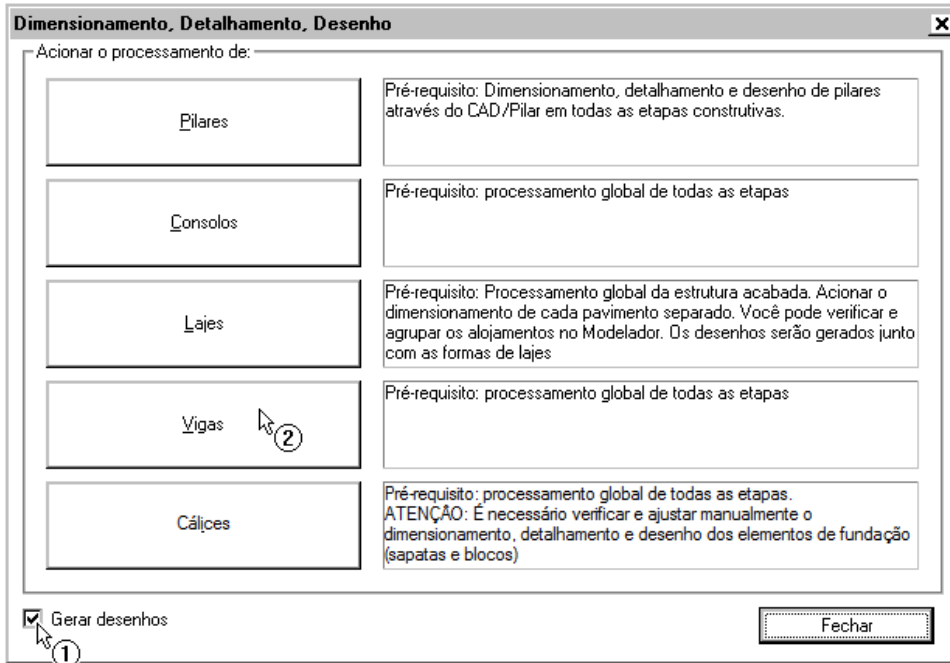 Dimensionamento, Detalhamento, Desenho
Acionar o processamento de:
Pilares
Pré-requisito: Dimensionamento, detalhamento e desenho de pilares
através do CAD/Pilar em todas as etapas construtivas.
Consolos
Pré-requisito: processamento global de todas as etapas
Lajes
Pré-requisito: Processamento global da estrutura acabada. Acionar o
dimensionamento de cada pavimento separado. Você pode verificar e
agrupar os alojamentos no Modelador. Os desenhos serão gerados junto
com as formas de lajes
Vigas
2
Pré-requisito: processamento global de todas as etapas
Cálices
Pré-requisito: processamento global de todas as etapas.
ATENÇÃO: É necessário verificar e ajustar manualmente o
dimensionamento, detalhamento e desenho dos elementos de fundação
(sapatas e blocos)
Gerar desenhos
1
Fechar